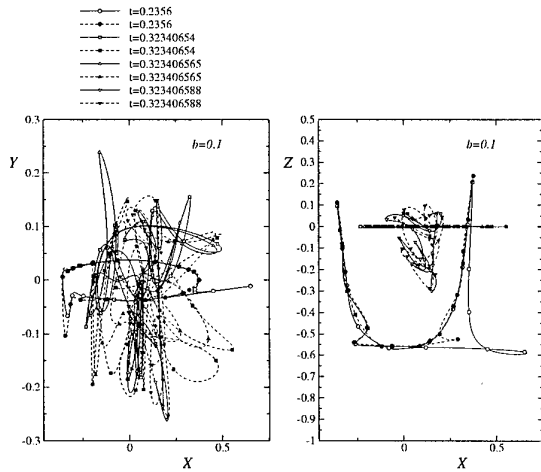 t=0.2356
t=0.2356
t=0.32340654
t=0.32340654
t=0.323406565
t=0.323406565
t=0.323406588
t=0.323406588
0.3
Y
b=0.1
0.2
0.1
0
-0.1
-0.2
-0.3
0
0.5
X
0.5
Z
b=0.1
0.4
0.3
0.2
0.1
0
-0.1
-0.2
-0.3
-0.4
-0.5
-0.6
-0.7
-0.8
-0.9
-1
0
0.5
X